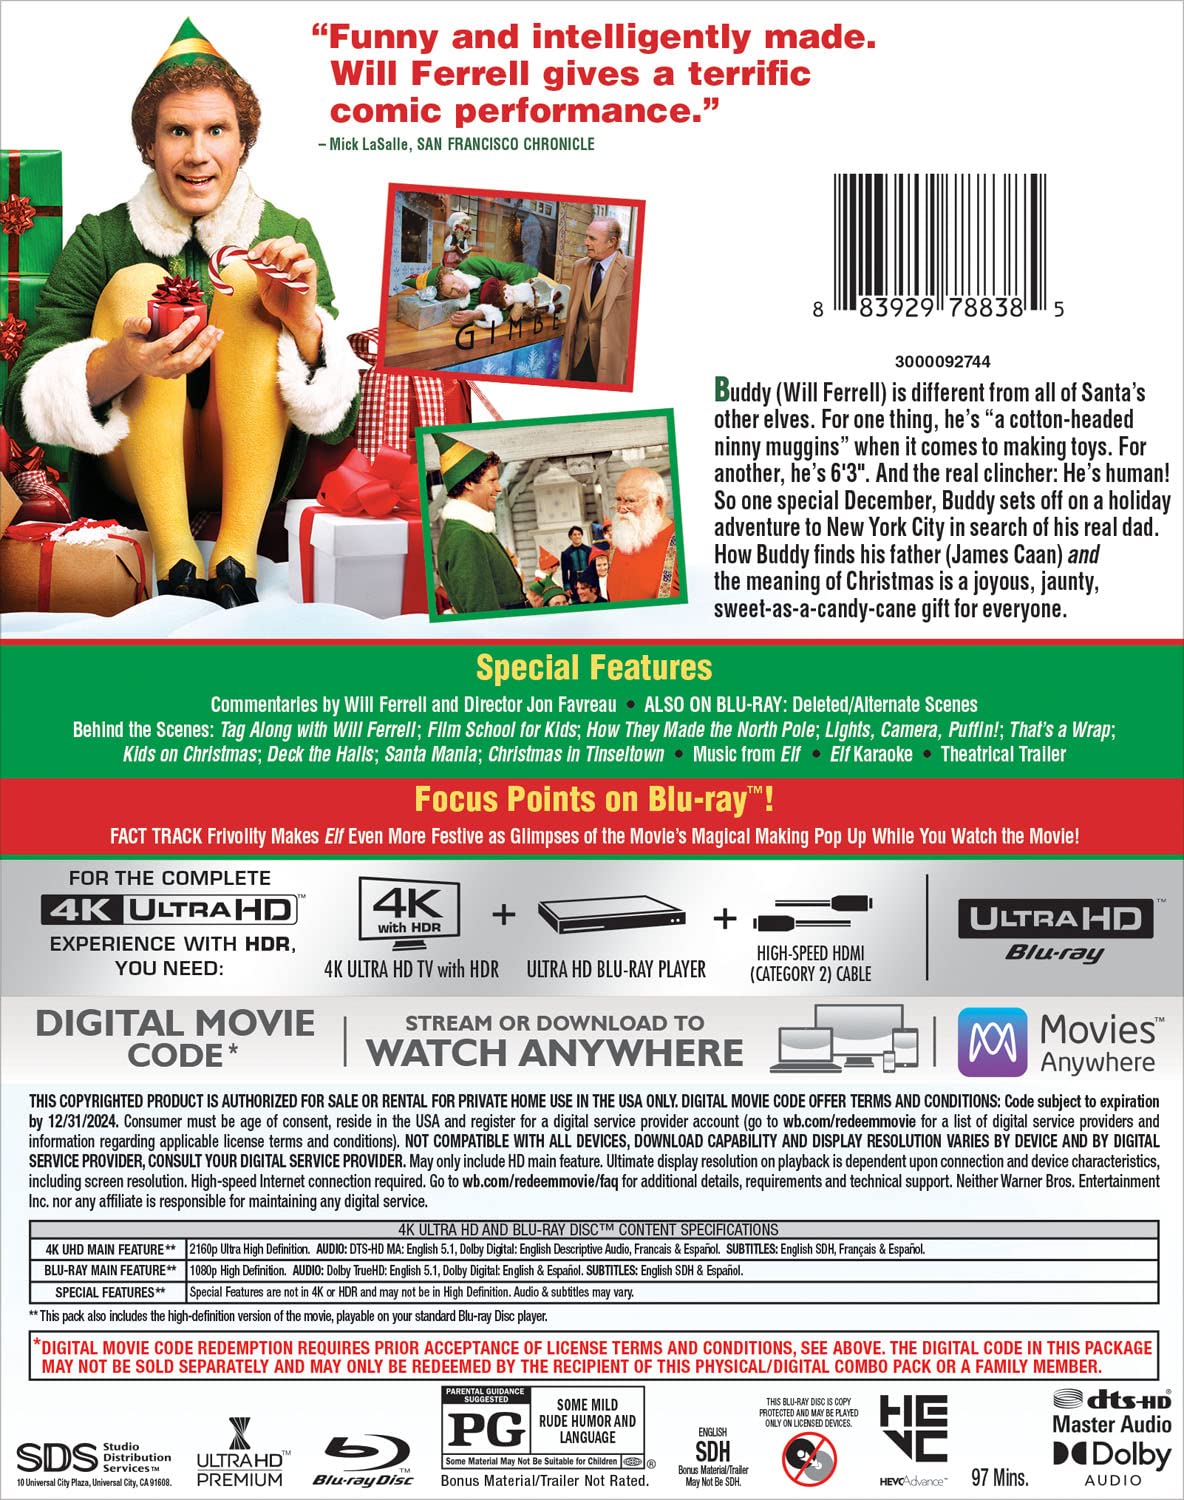 “Funny and intelligently made.
Will Ferrell gives a terrific
comic performance.”
– Mick LaSalle, SAN FRANCISCO CHRONICLE
GIMBE
8 83929 78838 5
3000092744
Buddy (Will Ferrell) is different from all of Santa’s
other elves. For one thing, he’s “a cotton-headed
ninny muggins” when it comes to making toys. For
another, he’s 6'3". And the real clincher: He’s human!
So one special December, Buddy sets off on a holiday
adventure to New York City in search of his real dad.
How Buddy finds his father (James Caan) and
the meaning of Christmas is a joyous, jaunty,
sweet-as-a-candy-cane gift for everyone.
Special Features
Commentaries by Will Ferrell and Director Jon Favreau • ALSO ON BLU-RAY: Deleted/Alternate Scenes
Behind the Scenes: Tag Along with Will Ferrell; Film School for Kids; How They Made the North Pole; Lights, Camera, Puffin!; That’s a Wrap;
Kids on Christmas; Deck the Halls; Santa Mania; Christmas in Tinseltown • Music from Elf • Elf Karaoke • Theatrical Trailer
Focus Points on Blu-ray™!
FACT TRACK Frivolity Makes Elf Even More Festive as Glimpses of the Movie’s Magical Making Pop Up While You Watch the Movie!
FOR THE COMPLETE
4K ULTRA HD™
EXPERIENCE WITH HDR,
YOU NEED:
4K
with HDR
4K ULTRA HD TV with HDR
+
ULTRA HD BLU-RAY PLAYER
+
HIGH-SPEED HDMI
(CATEGORY 2) CABLE
ULTRA HD™
Blu-ray
DIGITAL MOVIE
CODE*
STREAM OR DOWNLOAD TO
WATCH ANYWHERE
Movies™
Anywhere
THIS COPYRIGHTED PRODUCT IS AUTHORIZED FOR SALE OR RENTAL FOR PRIVATE HOME USE IN THE USA ONLY. DIGITAL MOVIE CODE OFFER TERMS AND CONDITIONS: Code subject to expiration
by 12/31/2024. Consumer must be age of consent, reside in the USA and register for a digital service provider account (go to wb.com/redeemmovie for a list of digital service providers and
information regarding applicable license terms and conditions). NOT COMPATIBLE WITH ALL DEVICES, DOWNLOAD CAPABILITY AND DISPLAY RESOLUTION VARIES BY DEVICE AND BY DIGITAL
SERVICE PROVIDER, CONSULT YOUR DIGITAL SERVICE PROVIDER. May only include HD main feature. Ultimate display resolution on playback is dependent upon connection and device characteristics,
including screen resolution. High-speed Internet connection required. Go to wb.com/redeemmovie/faq for additional details, requirements and technical support. Neither Warner Bros. Entertainment
Inc. nor any affiliate is responsible for maintaining any digital service.
4K ULTRA HD AND BLU-RAY DISC™ CONTENT SPECIFICATIONS
4K UHD MAIN FEATURE** 2160p Ultra High Definition. AUDIO: DTS-HD MA: English 5.1, Dolby Digital: English Descriptive Audio, Francais & Español. SUBTITLES: English SDH, Français & Español.
BLU-RAY MAIN FEATURE** 1080p High Definition. AUDIO: Dolby TrueHD: English 5.1, Dolby Digital: English & Español. SUBTITLES: English SDH & Español.
SPECIAL FEATURES** Special Features are not in 4K or HDR and may not be in High Definition. Audio & subtitles may vary.
** This pack also includes the high-definition version of the movie, playable on your standard Blu-ray Disc player.
*DIGITAL MOVIE CODE REDEMPTION REQUIRES PRIOR ACCEPTANCE OF LICENSE TERMS AND CONDITIONS, SEE ABOVE. THE DIGITAL CODE IN THIS PACKAGE
MAY NOT BE SOLD SEPARATELY AND MAY ONLY BE REDEEMED BY THE RECIPIENT OF THIS PHYSICAL/DIGITAL COMBO PACK OR A FAMILY MEMBER.
SDS Studio
Distribution
Services™
10 Universal City Plaza, Universal City, CA 91608.
ULTRA HD™
PREMIUM
Blu-ray Disc™
PARENTAL GUIDANCE
SUGGESTED
PG
SOME MILD
RUDE HUMOR AND
LANGUAGE
Some Material May Not be Suitable for Children ®
Bonus Material/Trailer Not Rated.
ENGLISH
SDH
Bonus Material/Trailer
May Not Be SDH.
THIS BLU-RAY DISC IS COPY
PROTECTED AND MAY BE PLAYED
ONLY ON LICENSED DEVICES.
HEVC
HEVCAdvance™
97 Mins.
dts-HD®
Master Audio
Dolby
AUDIO